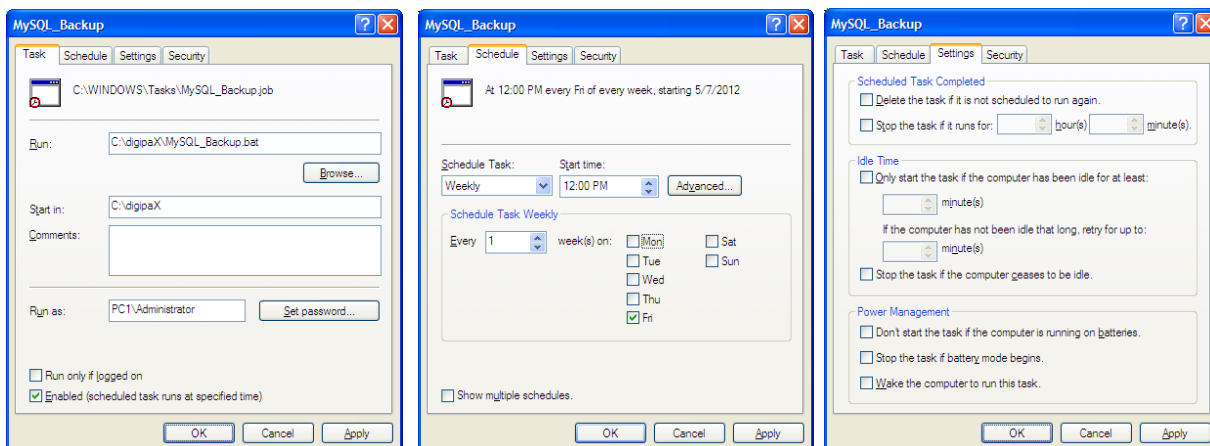 MySQL_Backup
Task Schedule Settings Security
C:\WINDOWS\Tasks\MySQL_Backup.job
Run: C:\digipaX\MySQL_Backup.bat
Browse...
Start in: C:\digipaX
Comments:
Run as: PC1\Administrator Set password...
Run only if logged on
Enabled (scheduled task runs at specified time)
OK Cancel Apply
MySQL_Backup
Task Schedule Settings Security
At 12:00 PM every Fri of every week, starting 5/7/2012
Schedule Task: Start time:
Weekly 12:00 PM Advanced...
Schedule Task Weekly
Every 1 week(s) on: Mon Sat
Tue Sun
Wed
Thu
Fri
Show multiple schedules.
OK Cancel Apply
MySQL_Backup
Task Schedule Settings Security
Scheduled Task Completed
Delete the task if it is not scheduled to run again.
Stop the task if it runs for: hour(s) minute(s).
Idle Time
Only start the task if the computer has been idle for at least:
minute(s)
If the computer has not been idle that long, retry for up to:
minute(s)
Stop the task if the computer ceases to be idle.
Power Management
Don't start the task if the computer is running on batteries.
Stop the task if battery mode begins.
Wake the computer to run this task.
OK Cancel Apply